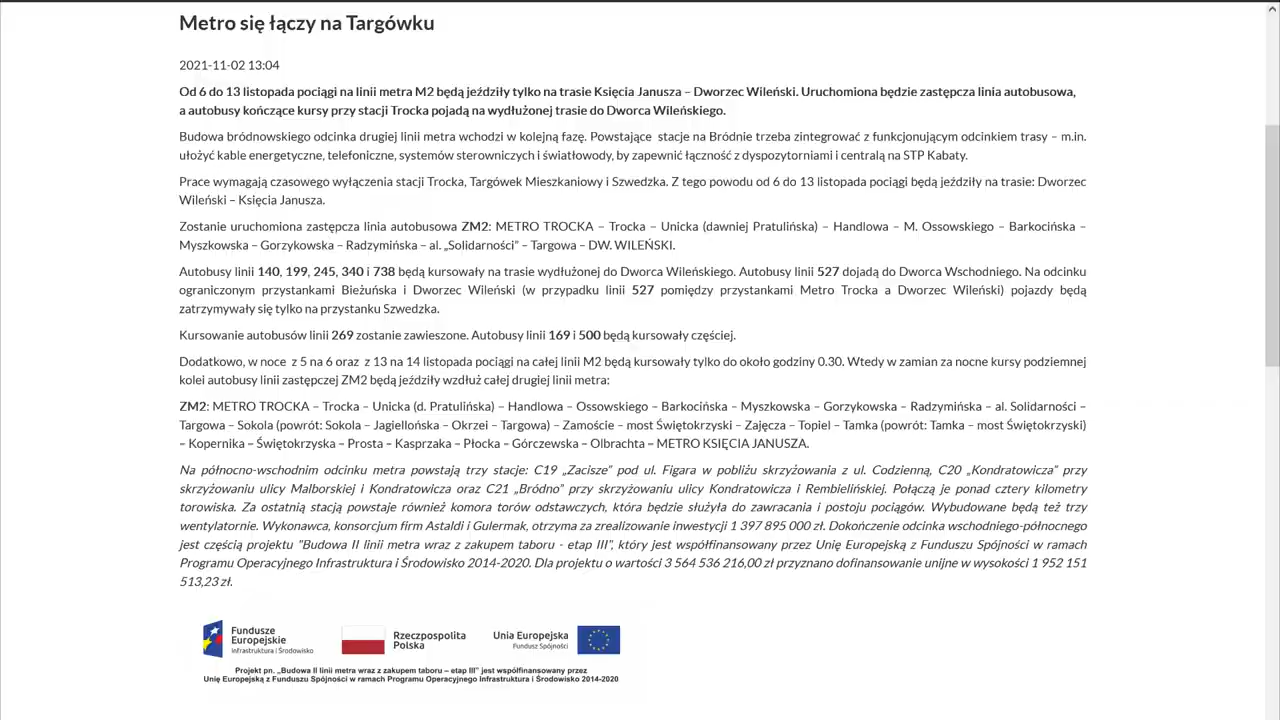 Metro się łączy na Targówku
2021-11-02 13:04
Od 6 do 13 listopada pociągi na linii metra M2 będą jeździły tylko na trasie Księcia Janusza – Dworzec Wileński. Uruchomiona będzie zastępcza linia autobusowa,
a autobusy kończące kursy przy stacji Trocka pojadą na wydłużonej trasie do Dworca Wileńskiego.
Budowa bródnowskiego odcinka drugiej linii metra wchodzi w kolejną fazę. Powstające stacje na Bródnie trzeba zintegrować z funkcjonującym odcinkiem trasy – m.in.
ułożyć kable energetyczne, telefoniczne, systemów sterowniczych i światłowody, by zapewnić łączność z dyspozytorniami i centralą na STP Kabaty.
Prace wymagają czasowego wyłączenia stacji Trocka, Targówek Mieszkaniowy i Szwedzka. Z tego powodu od 6 do 13 listopada pociągi będą jeździły na trasie: Dworzec
Wileński – Księcia Janusza.
Zostanie uruchomiona zastępcza linia autobusowa ZM2: METRO TROCKA – Trocka – Unicka (dawniej Pratulińska) – Handlowa – M. Ossowskiego – Barkocińska –
Myszkowska – Gorzykowska – Radzymińska – al. „Solidarności” – Targowa – DW. WILEŃSKI.
Autobusy linii 140, 199, 245, 340 i 738 będą kursowały na trasie wydłużonej do Dworca Wileńskiego. Autobusy linii 527 dojadą do Dworca Wschodniego. Na odcinku
ograniczonym przystankami Bieżuńska i Dworzec Wileński (w przypadku linii 527 pomiędzy przystankami Metro Trocka a Dworzec Wileński) pojazdy będą
zatrzymywały się tylko na przystanku Szwedzka.
Kursowanie autobusów linii 269 zostanie zawieszone. Autobusy linii 169 i 500 będą kursowały częściej.
Dodatkowo, w noce z 5 na 6 oraz z 13 na 14 listopada pociągi na całej linii M2 będą kursowały tylko do około godziny 0.30. Wtedy w zamian za nocne kursy podziemnej
kolei autobusy linii zastępczej ZM2 będą jeździły wzdłuż całej drugiej linii metra:
ZM2: METRO TROCKA – Trocka – Unicka (d. Pratulińska) – Handlowa – Ossowskiego – Barkocińska – Myszkowska – Gorzykowska – Radzymińska – al. Solidarności –
Targowa – Sokola (powrót: Sokola – Jagiellońska – Okrzei – Targowa) – Zamoście – most Świętokrzyski – Zajęcza – Topiel – Tamka (powrót: Tamka – most Świętokrzyski)
– Kopernika – Świętokrzyska – Prosta – Kasprzaka – Płocka – Górczewska – Olbrachta – METRO KSIĘCIA JANUSZA.
Na północno-wschodnim odcinku metra powstają trzy stacje: C19 „Zacisze” pod ul. Figara w pobliżu skrzyżowania z ul. Codzienną, C20 „Kondratowicza” przy
skrzyżowaniu ulicy Malborskiej i Kondratowicza oraz C21 „Bródno” przy skrzyżowaniu ulicy Kondratowicza i Rembielińskiej. Połączą je ponad cztery kilometry
torowiska. Za ostatnią stacją powstaje również komora torów odstawczych, która będzie służyła do zawracania i postoju pociągów. Wybudowane będą też trzy
wentylatornie. Wykonawca, konsorcjum firm Astaldi i Gulermak, otrzyma za zrealizowanie inwestycji 1 397 895 000 zł. Dokończenie odcinka wschodniego-północnego
jest częścią projektu "Budowa II linii metra wraz z zakupem taboru - etap III", który jest współfinansowany przez Unię Europejską z Funduszu Spójności w ramach
Programu Operacyjnego Infrastruktura i Środowisko 2014-2020. Dla projektu o wartości 3 564 536 216,00 zł przyznano dofinansowanie unijne w wysokości 1 952 151
513,23 zł.
Fundusze
Europejskie
Infrastruktura i Środowisko
Rzeczpospolita
Polska
Unia Europejska
Fundusz Spójności
Projekt pn. „Budowa II linii metra wraz z zakupem taboru – etap III” jest współfinansowany przez
Unię Europejską z Funduszu Spójności w ramach Programu Operacyjnego Infrastruktura i Środowisko 2014-2020